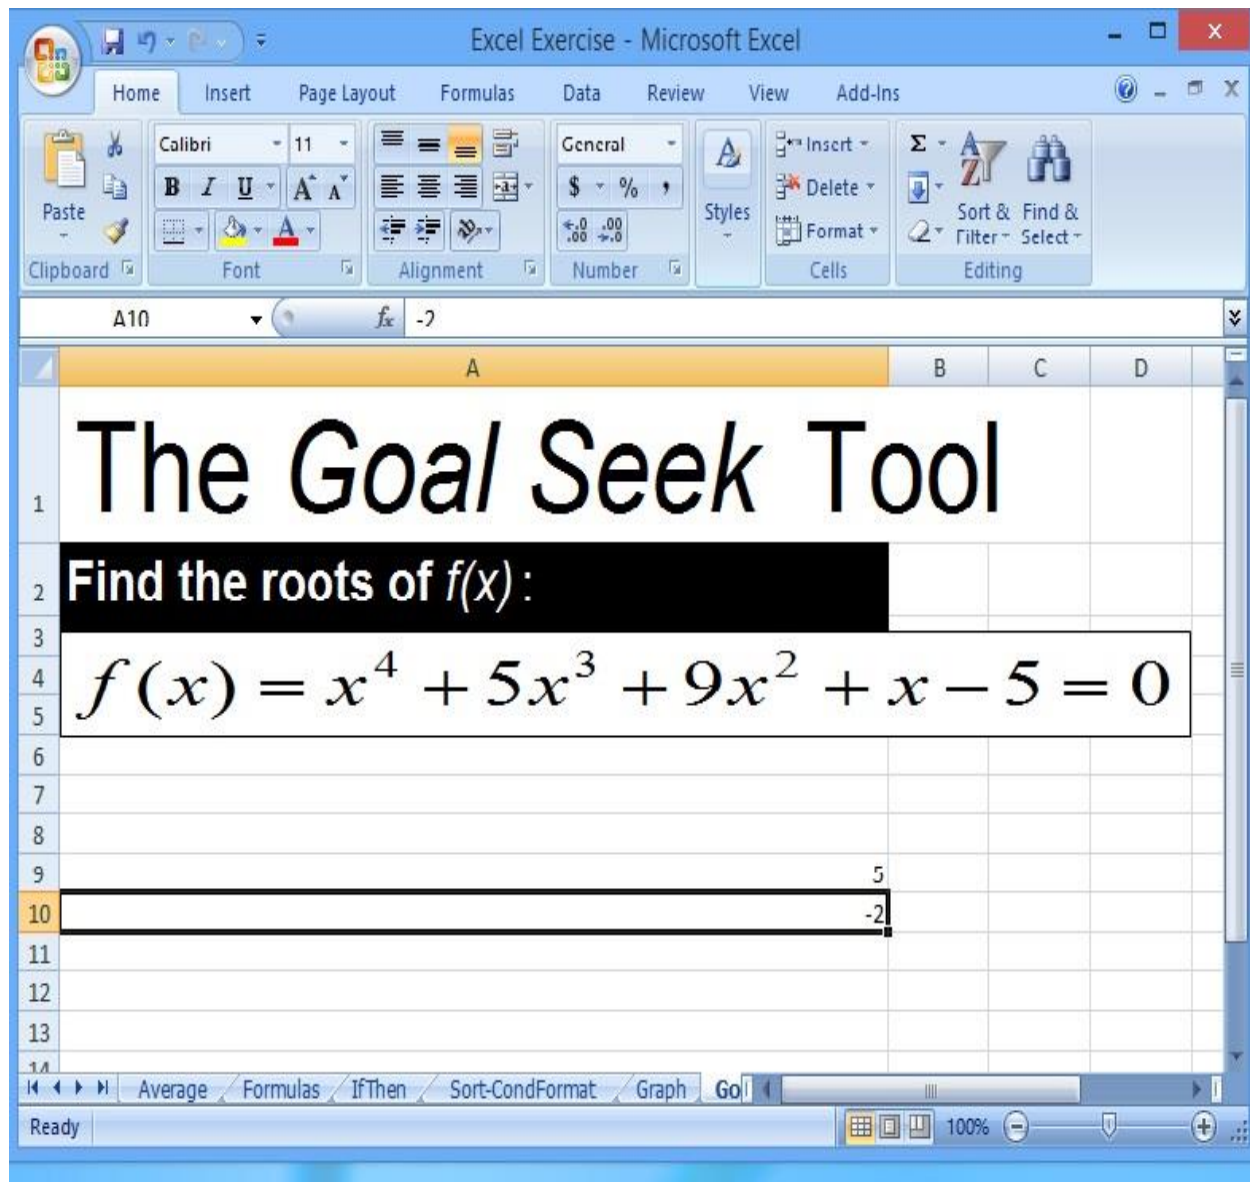 Excel Exercise - Microsoft Excel
Home Insert Page Layout Formulas Data Review View Add-Ins
Calibri 11 General Insert
B I U A A $ % , Delete
Paste Styles Format Sort & Filter Find & Select
Clipboard Font Alignment Number Cells Editing
A10 fx -2
A B C D
1 The Goal Seek Tool
2 Find the roots of f(x) :
3
4 f(x) = x⁴ + 5x³ + 9x² + x − 5 = 0
5
6
7
8
9 5
10 -2
11
12
13
14
Average Formulas IfThen Sort-CondFormat Graph Go
Ready 100%